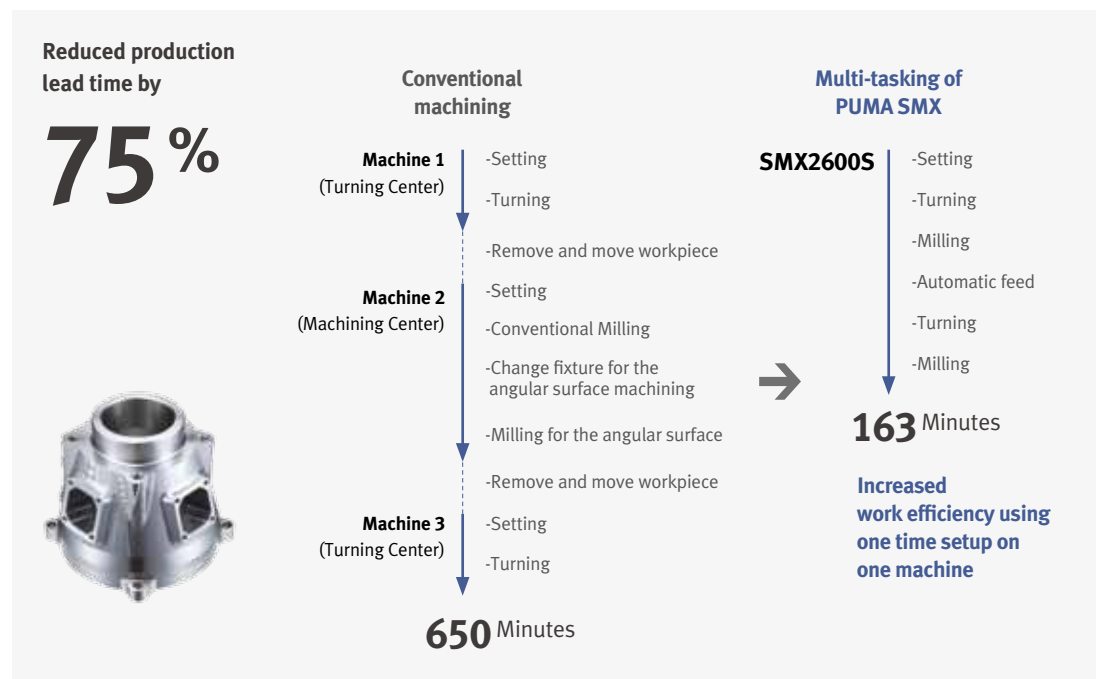 Reduced production
lead time by
75 %
Conventional
machining
Machine 1
(Turning Center)
-Setting
-Turning
-Remove and move workpiece
Machine 2
(Machining Center)
-Setting
-Conventional Milling
-Change fixture for the
angular surface machining
-Milling for the angular surface
-Remove and move workpiece
Machine 3
(Turning Center)
-Setting
-Turning
650 Minutes
Multi-tasking of
PUMA SMX
SMX2600S
-Setting
-Turning
-Milling
-Automatic feed
-Turning
-Milling
163 Minutes
Increased
work efficiency using
one time setup on
one machine